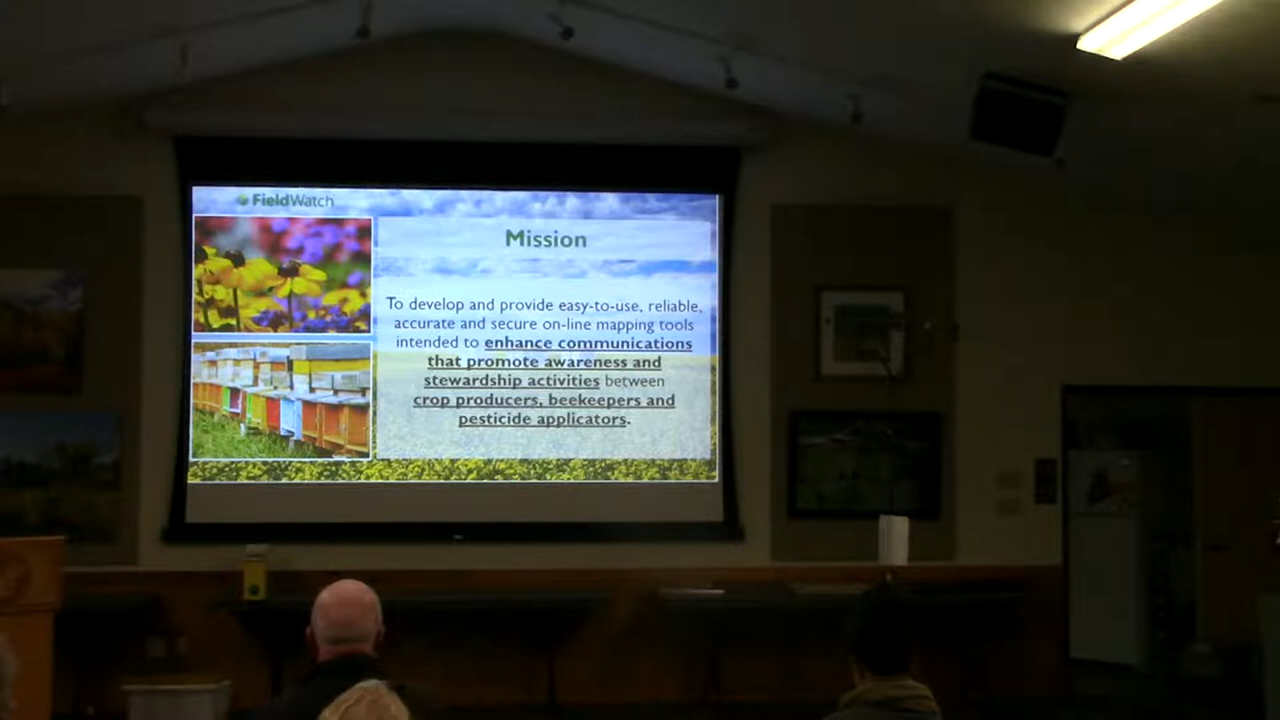 FieldWatch
Mission
To develop and provide easy-to-use, reliable,
accurate and secure on-line mapping tools
intended to enhance communications
that promote awareness and
stewardship activities between
crop producers, beekeepers and
pesticide applicators.